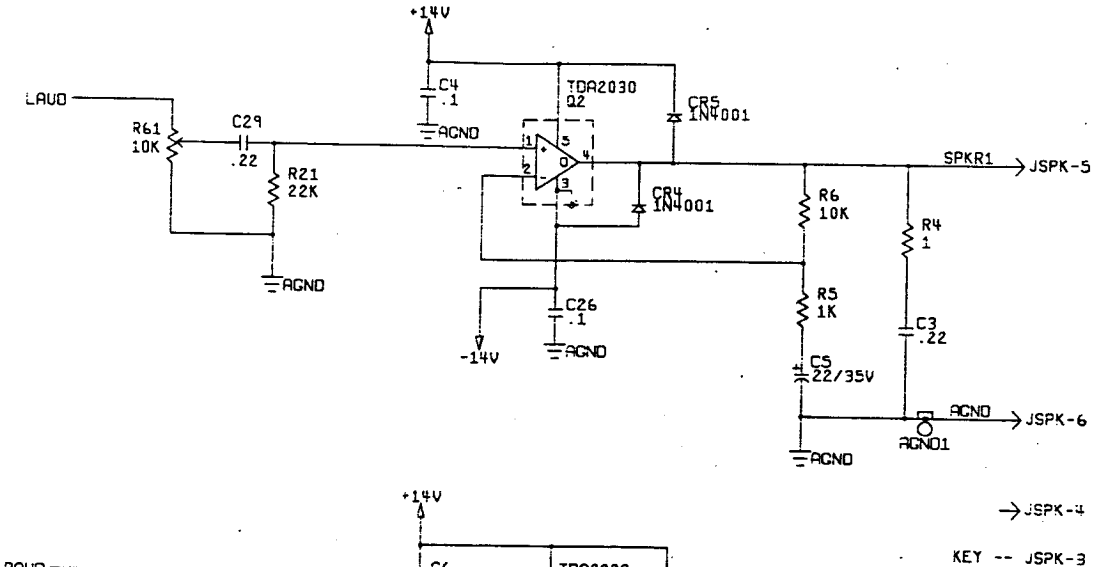 +14V
LAUD
R61
10K
C29
.22
R21
22K
AGND
C4
.1
AGND
TDA2030
Q2
1
+
5
2
-
3
4
CR5
1N4001
CR4
1N4001
SPKR1
JSPK-5
R6
10K
R4
1
R5
1K
C26
.1
AGND
-14V
C3
.22
+
C5
22/35V
AGND
AGND
JSPK-6
AGND1
+14V
JSPK-4
KEY -- JSPK-3